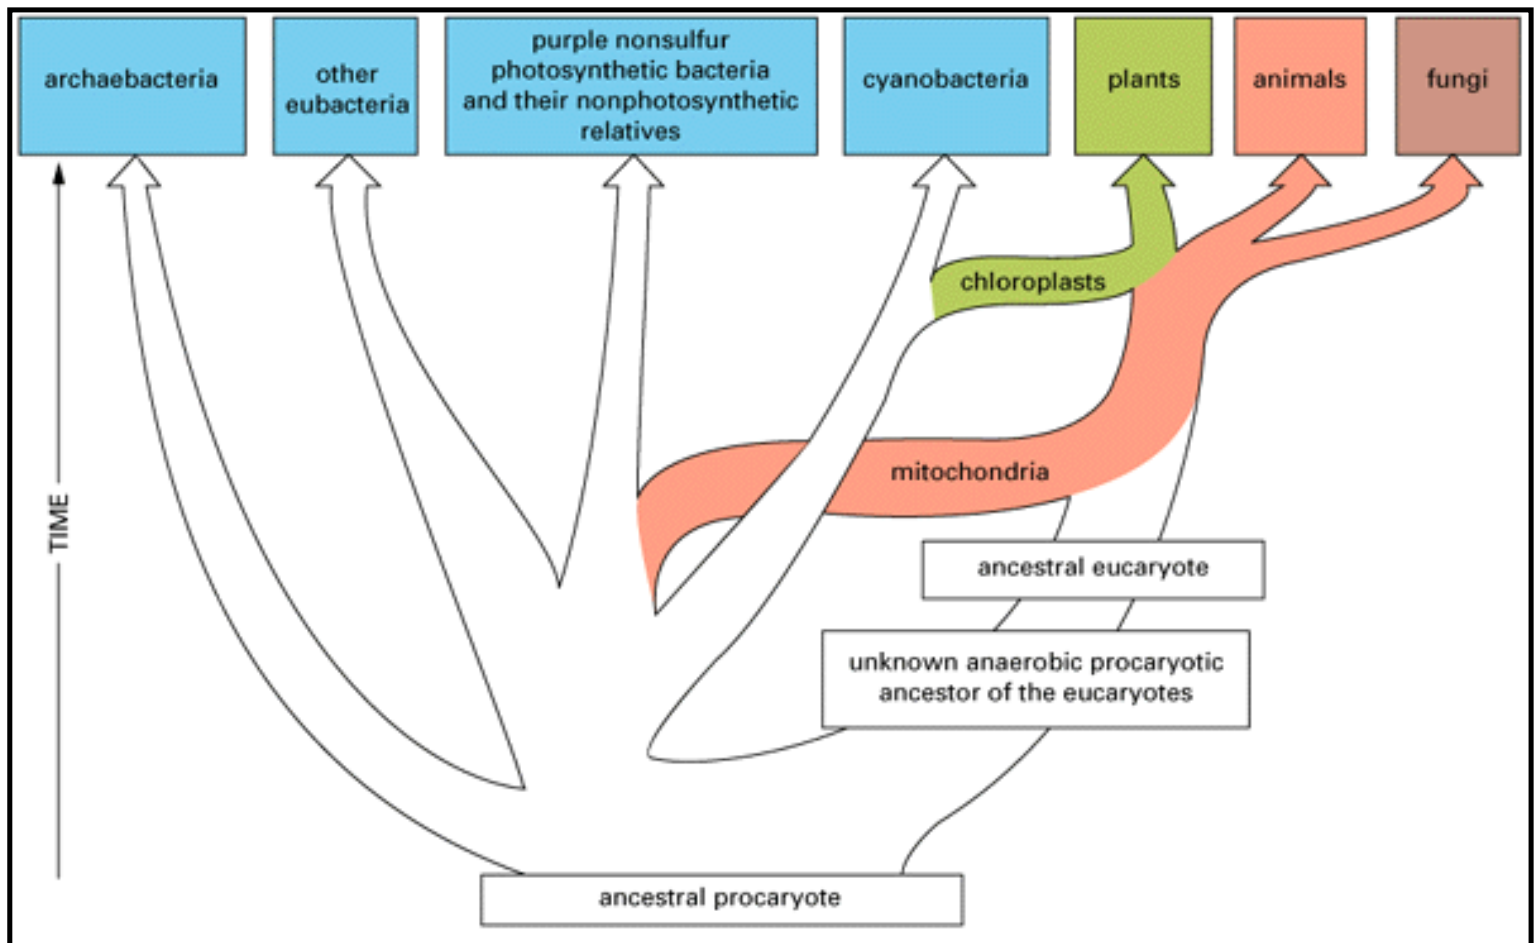 archaebacteria
other
eubacteria
purple nonsulfur
photosynthetic bacteria
and their nonphotosynthetic
relatives
cyanobacteria
plants
animals
fungi
chloroplasts
mitochondria
TIME
ancestral eucaryote
unknown anaerobic procaryotic
ancestor of the eucaryotes
ancestral procaryote